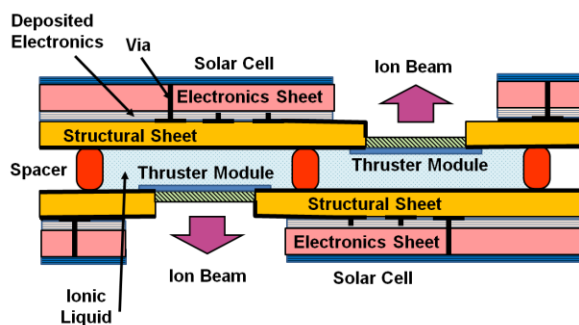 Deposited
Electronics
Via
Solar Cell
Ion Beam
Electronics Sheet
Structural Sheet
Spacer
Thruster Module
Thruster Module
Structural Sheet
Electronics Sheet
Ion Beam
Solar Cell
Ionic
Liquid